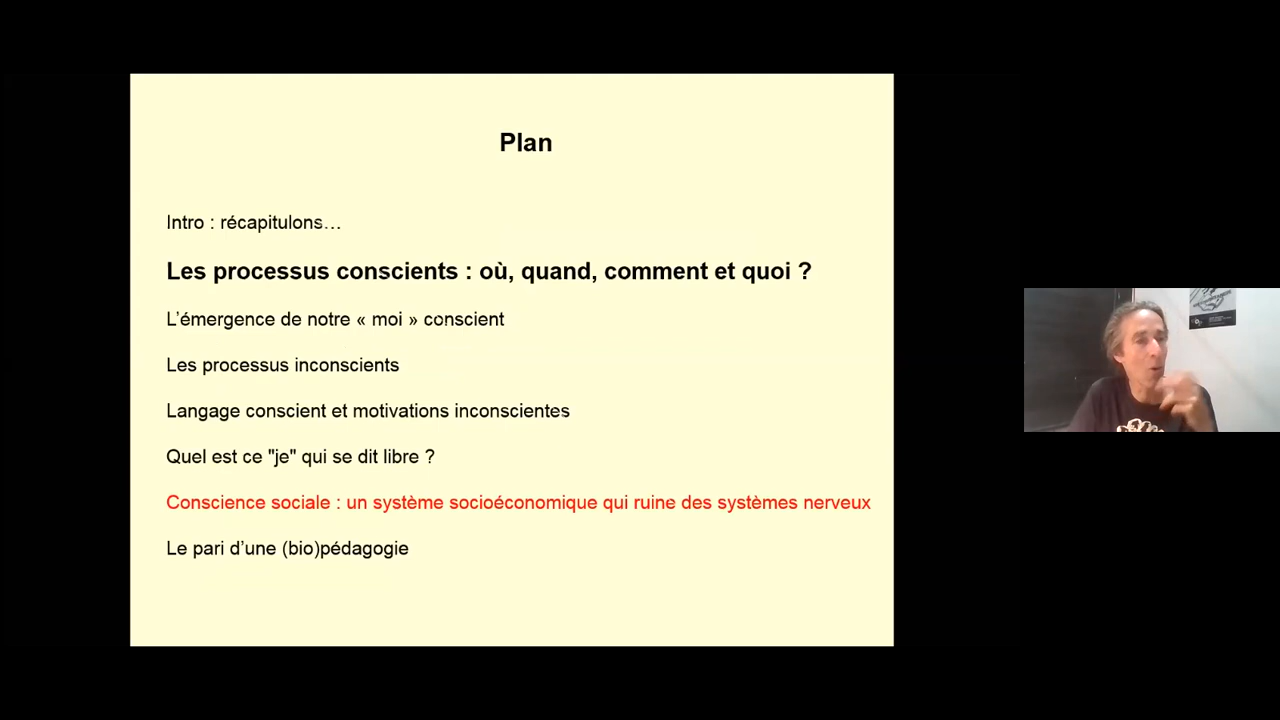 Plan
Intro : récapitulons…
Les processus conscients : où, quand, comment et quoi ?
L’émergence de notre « moi » conscient
Les processus inconscients
Langage conscient et motivations inconscientes
Quel est ce "je" qui se dit libre ?
Conscience sociale : un système socioéconomique qui ruine des systèmes nerveux
Le pari d’une (bio)pédagogie